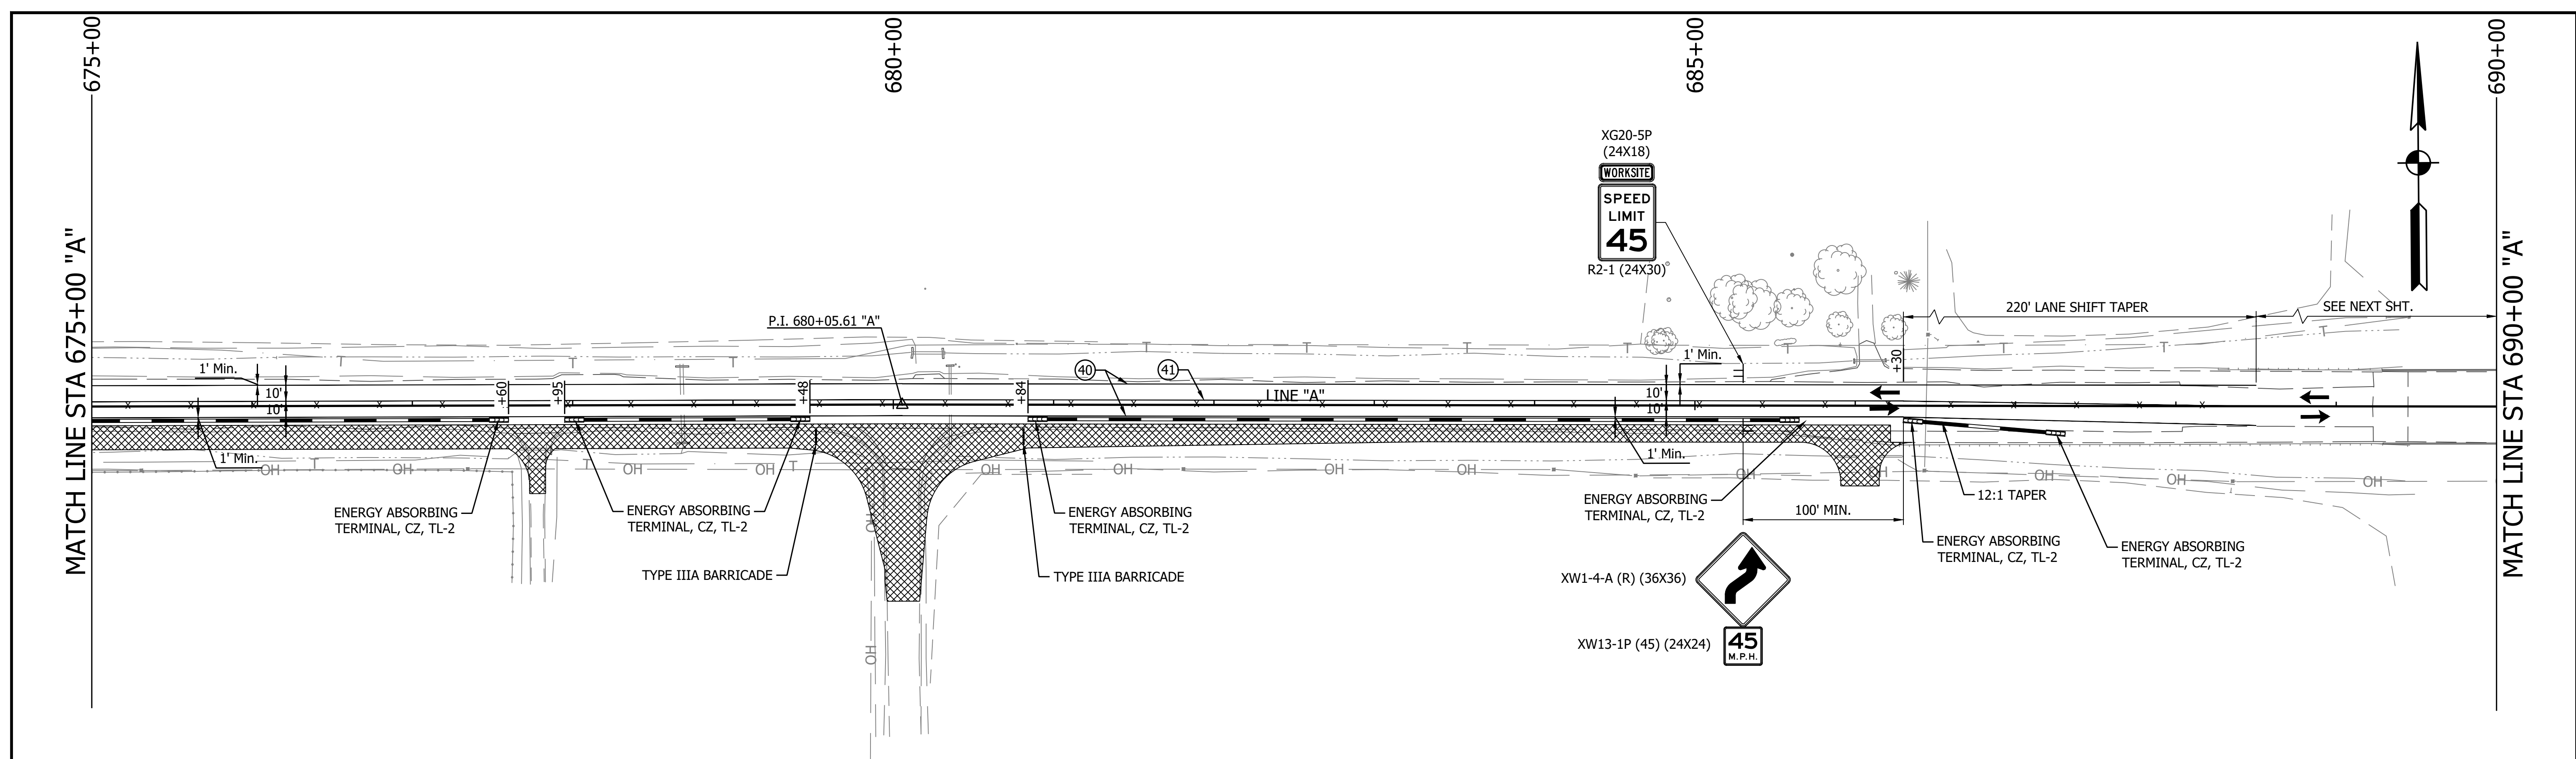 675+00
680+00
685+00
690+00
MATCH LINE STA 675+00 "A"
MATCH LINE STA 690+00 "A"
XG20-5P
(24X18)
WORKSITE
SPEED
LIMIT
45
R2-1 (24X30)
220' LANE SHIFT TAPER
SEE NEXT SHT.
P.I. 680+05.61 "A"
1' Min.
1' Min.
+30
T
T
T
T
T
T
T
T
T
T
T
+60
+95
+48
+84
40
41
10'
10'
LINE "A"
10'
10'
1' Min.
1' Min.
OH
T
OH
T
OH
OH
T
OH
OH
OH
OH
OH
OH
OH
OH
OH
OH
OH
ENERGY ABSORBING
TERMINAL, CZ, TL-2
ENERGY ABSORBING
TERMINAL, CZ, TL-2
ENERGY ABSORBING
TERMINAL, CZ, TL-2
ENERGY ABSORBING
TERMINAL, CZ, TL-2
100' MIN.
12:1 TAPER
ENERGY ABSORBING
TERMINAL, CZ, TL-2
ENERGY ABSORBING
TERMINAL, CZ, TL-2
TYPE IIIA BARRICADE
TYPE IIIA BARRICADE
XW1-4-A (R) (36X36)
XW13-1P (45) (24X24)
45
M.P.H.